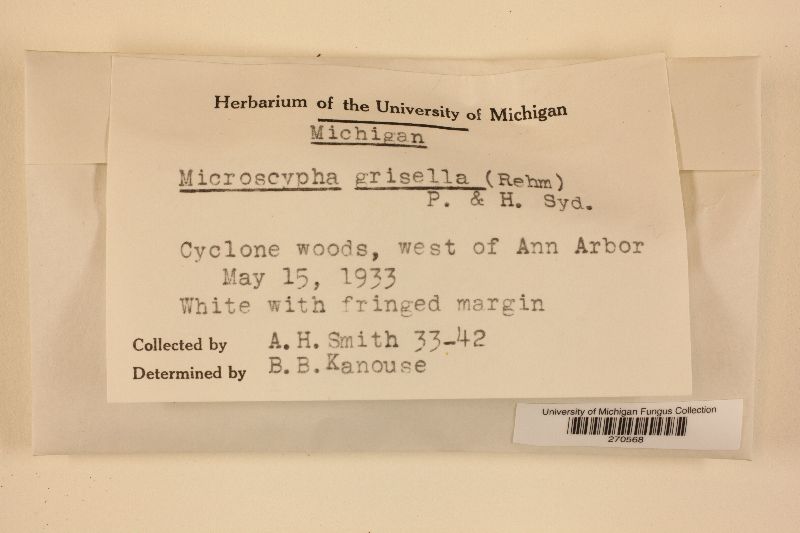 Herbarium of the University of Michigan
Michigan
Microscypha grisella (Rehm)
P. & H. Syd.
Cyclone woods, west of Ann Arbor
May 15, 1933
White with fringed margin
Collected by A. H. Smith 33-42
Determined by B. B. Kanouse
University of Michigan Fungus Collection
270568